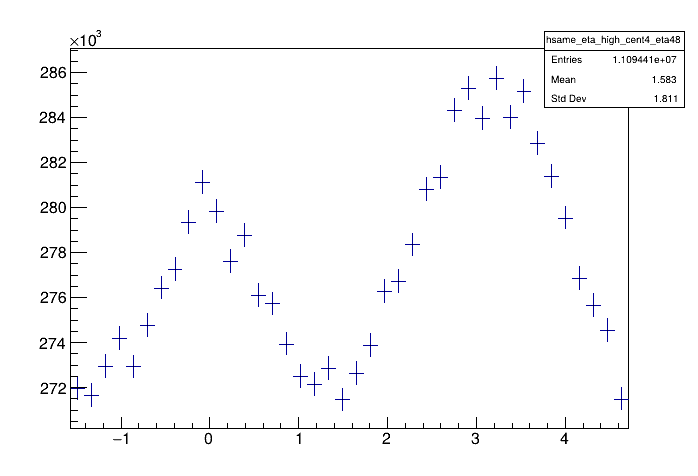 ×10³
hsame_eta_high_cent4_eta48
Entries 1.109441e+07
Mean 1.583
Std Dev 1.811
286
284
282
280
278
276
274
272
−1 0 1 2 3 4